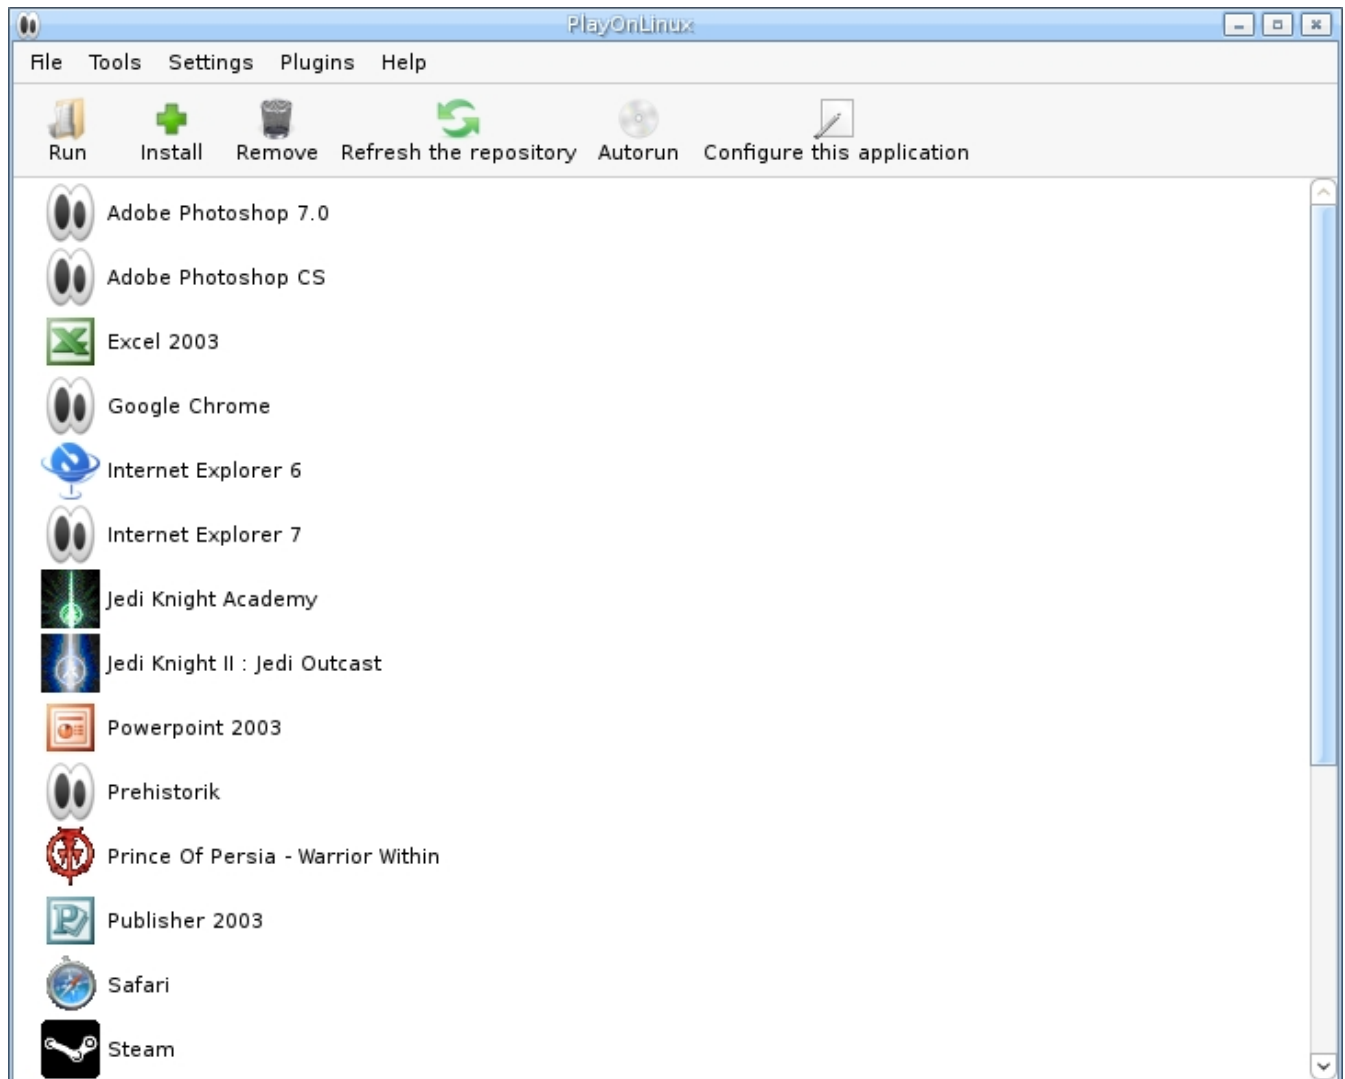 PlayOnLinux
File Tools Settings Plugins Help
Run Install Remove Refresh the repository Autorun Configure this application
Adobe Photoshop 7.0
Adobe Photoshop CS
Excel 2003
Google Chrome
Internet Explorer 6
Internet Explorer 7
Jedi Knight Academy
Jedi Knight II : Jedi Outcast
Powerpoint 2003
Prehistorik
Prince Of Persia - Warrior Within
Publisher 2003
Safari
Steam